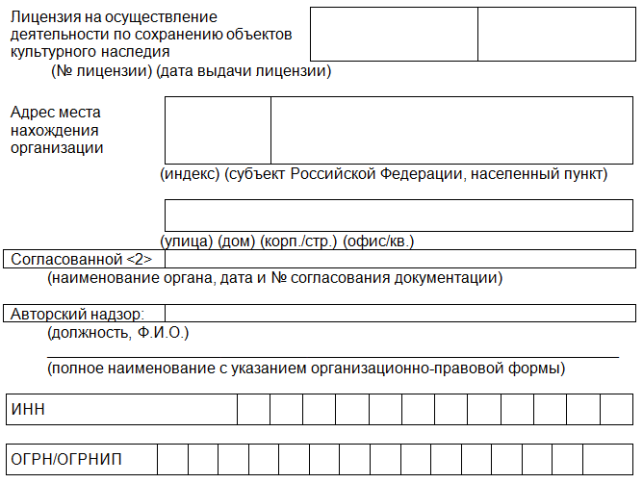 Лицензия на осуществление
деятельности по сохранению объектов
культурного наследия
(№ лицензии) (дата выдачи лицензии)
Адрес места
нахождения
организации
(индекс) (субъект Российской Федерации, населенный пункт)
(улица) (дом) (корп./стр.) (офис/кв.)
Согласованной <2>
(наименование органа, дата и № согласования документации)
Авторский надзор:
(должность, Ф.И.О.)
(полное наименование с указанием организационно-правовой формы)
ИНН
ОГРН/ОГРНИП